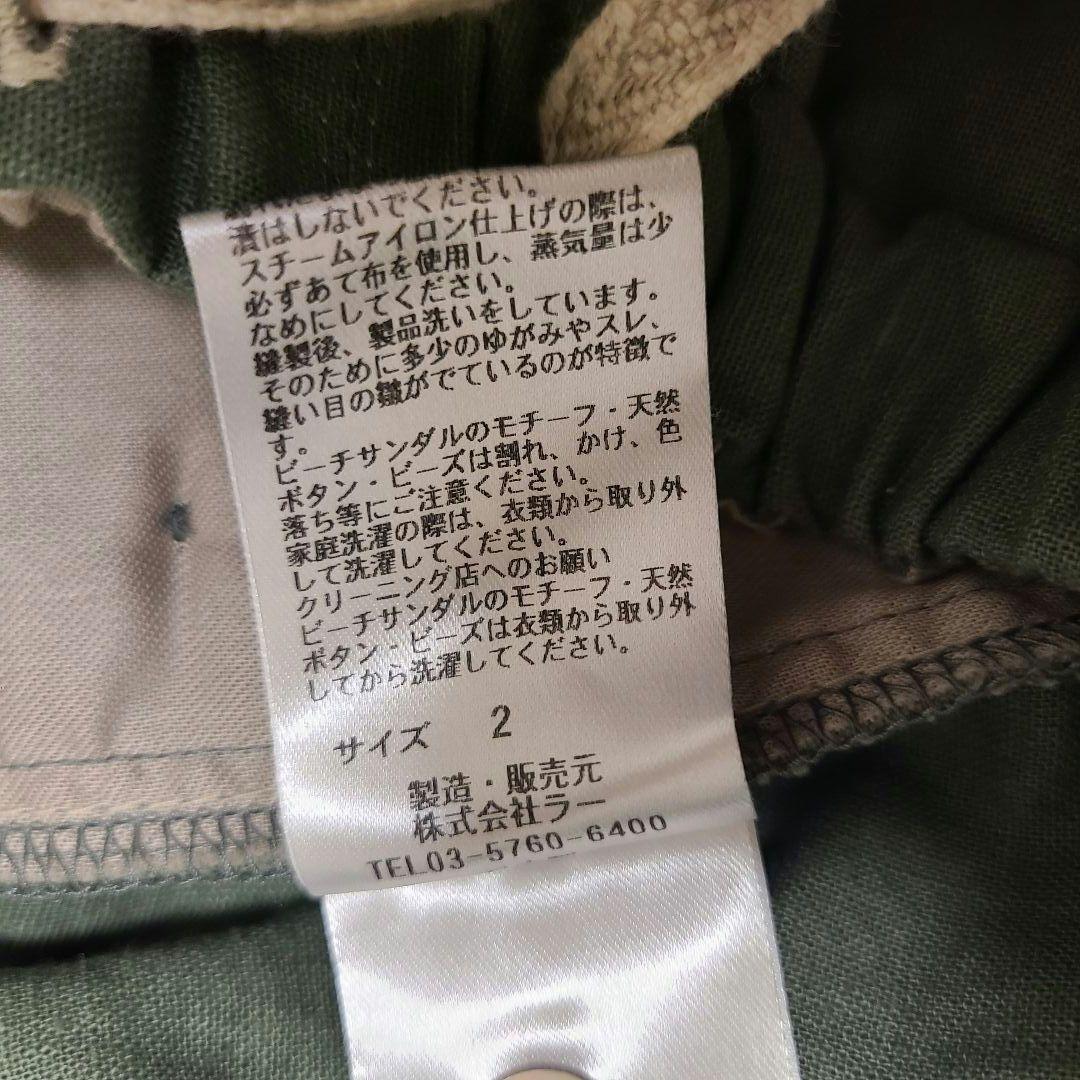 漬はしないでください。
スチームアイロン仕上げの際は、
必ずあて布を使用し、蒸気量は少
なめにしてください。
縫製後、製品洗いをしています。
そのために多少のゆがみやスレ、
縫い目の皺がでているのが特徴で
す。
ビーチサンダルのモチーフ・天然
ボタン・ビーズは割れ、かけ、色
落ち等にご注意ください。
家庭洗濯の際は、衣類から取り外
して洗濯してください。
クリーニング店へのお願い
ビーチサンダルのモチーフ・天然
ボタン・ビーズは衣類から取り外
してから洗濯してください。
サイズ 2
製造・販売元
株式会社ラー
TEL03-5760-6400